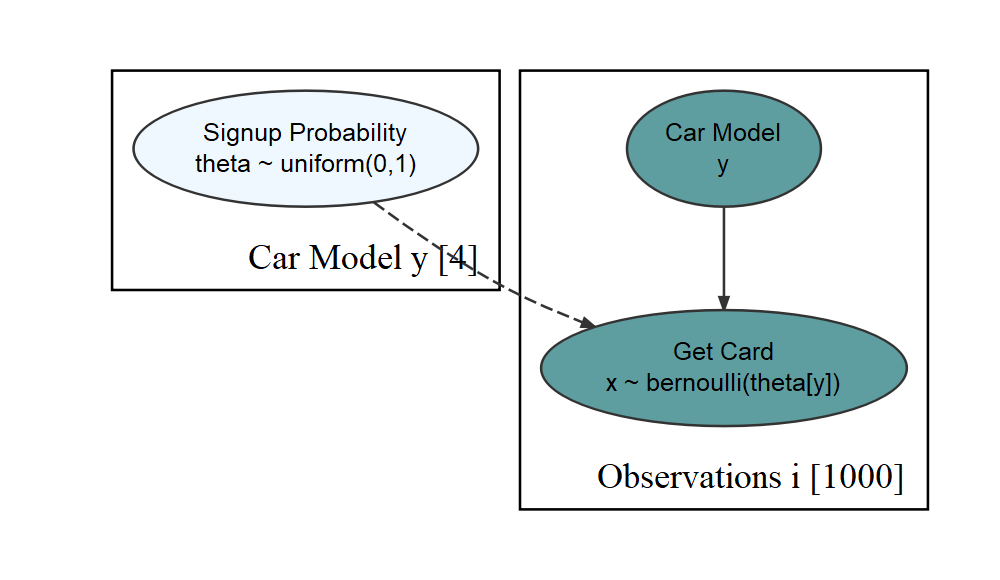 Signup Probability
theta ~ uniform(0,1)
Car Model y [4]
Car Model
y
Get Card
x ~ bernoulli(theta[y])
Observations i [1000]